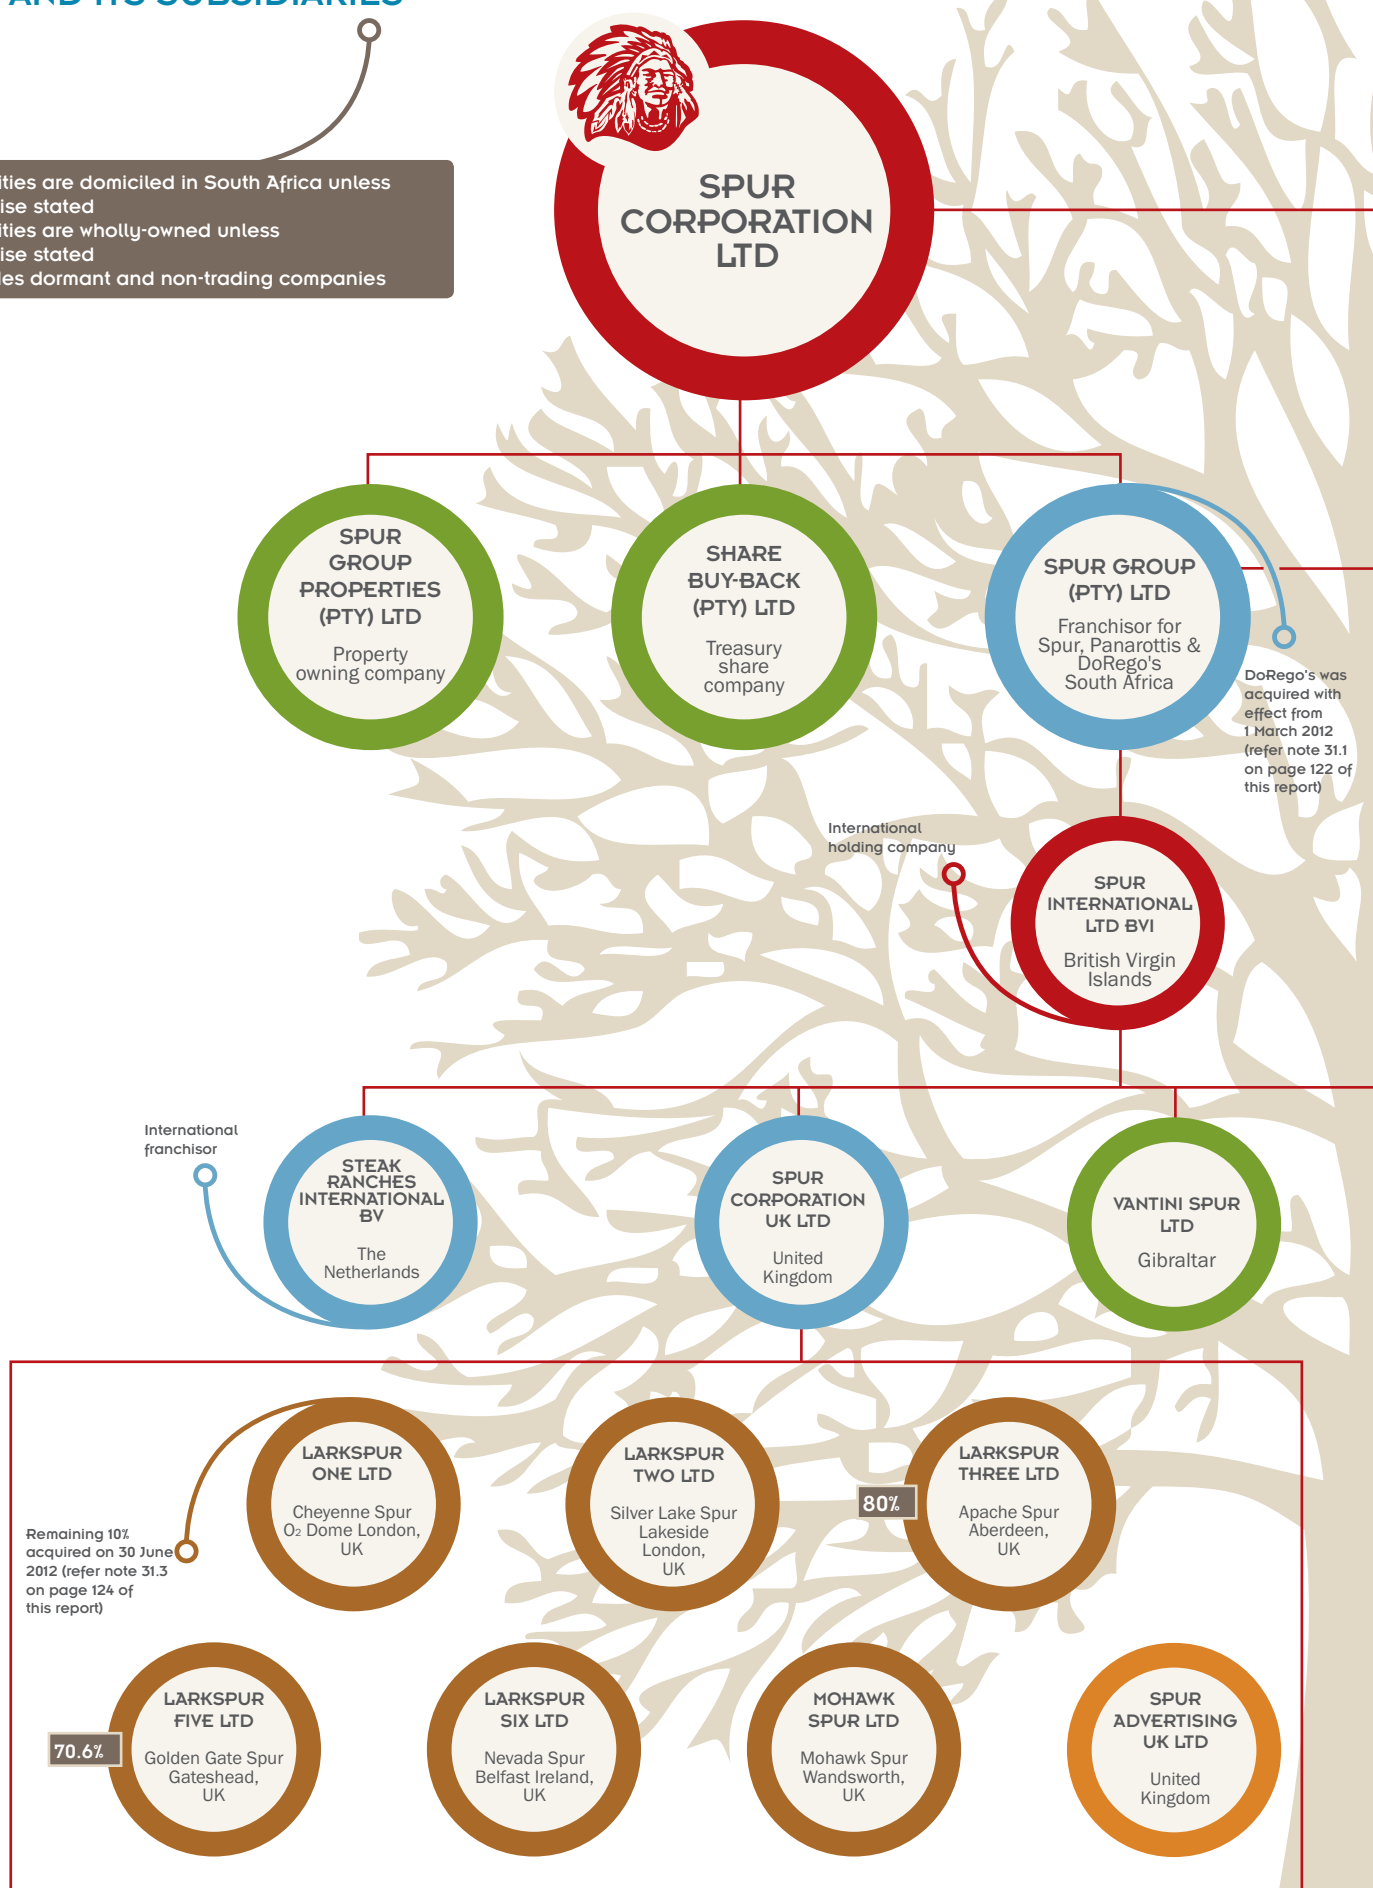 AND ITS SUBSIDIARIES
ities are domiciled in South Africa unless
ise stated
ities are wholly-owned unless
ise stated
les dormant and non-trading companies
SPUR
CORPORATION
LTD
SPUR
GROUP
PROPERTIES
(PTY) LTD
Property
owning company
SHARE
BUY-BACK
(PTY) LTD
Treasury
share
company
SPUR GROUP
(PTY) LTD
Franchisor for
Spur, Panarottis &
DoRego's
South Africa
DoRego's was
acquired with
effect from
1 March 2012
(refer note 31.1
on page 122 of
this report)
International
holding company
SPUR
INTERNATIONAL
LTD BVI
British Virgin
Islands
International
franchisor
STEAK
RANCHES
INTERNATIONAL
BV
The
Netherlands
SPUR
CORPORATION
UK LTD
United
Kingdom
VANTINI SPUR
LTD
Gibraltar
Remaining 10%
acquired on 30 June
2012 (refer note 31.3
on page 124 of
this report)
LARKSPUR
ONE LTD
Cheyenne Spur
O₂ Dome London,
UK
LARKSPUR
TWO LTD
Silver Lake Spur
Lakeside
London,
UK
80%
LARKSPUR
THREE LTD
Apache Spur
Aberdeen,
UK
70.6%
LARKSPUR
FIVE LTD
Golden Gate Spur
Gateshead,
UK
LARKSPUR
SIX LTD
Nevada Spur
Belfast Ireland,
UK
MOHAWK
SPUR LTD
Mohawk Spur
Wandsworth,
UK
SPUR
ADVERTISING
UK LTD
United
Kingdom